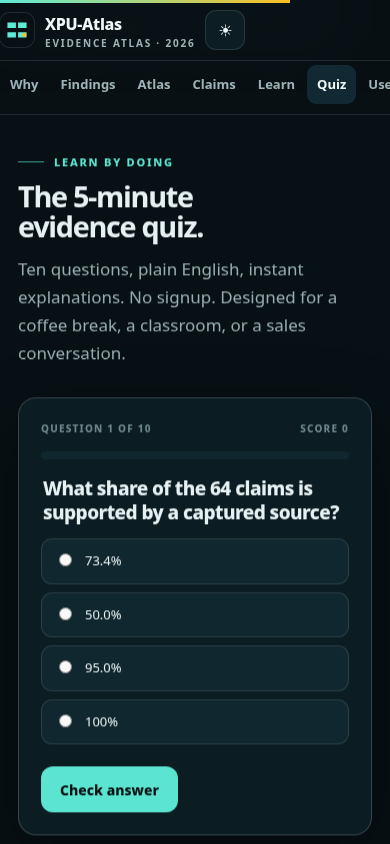 XPU-Atlas
EVIDENCE ATLAS · 2026
Why Findings Atlas Claims Learn Quiz Use
LEARN BY DOING
The 5-minute
evidence quiz.
Ten questions, plain English, instant
explanations. No signup. Designed for a
coffee break, a classroom, or a sales
conversation.
QUESTION 1 OF 10 SCORE 0
What share of the 64 claims is
supported by a captured source?
73.4%
50.0%
95.0%
100%
Check answer